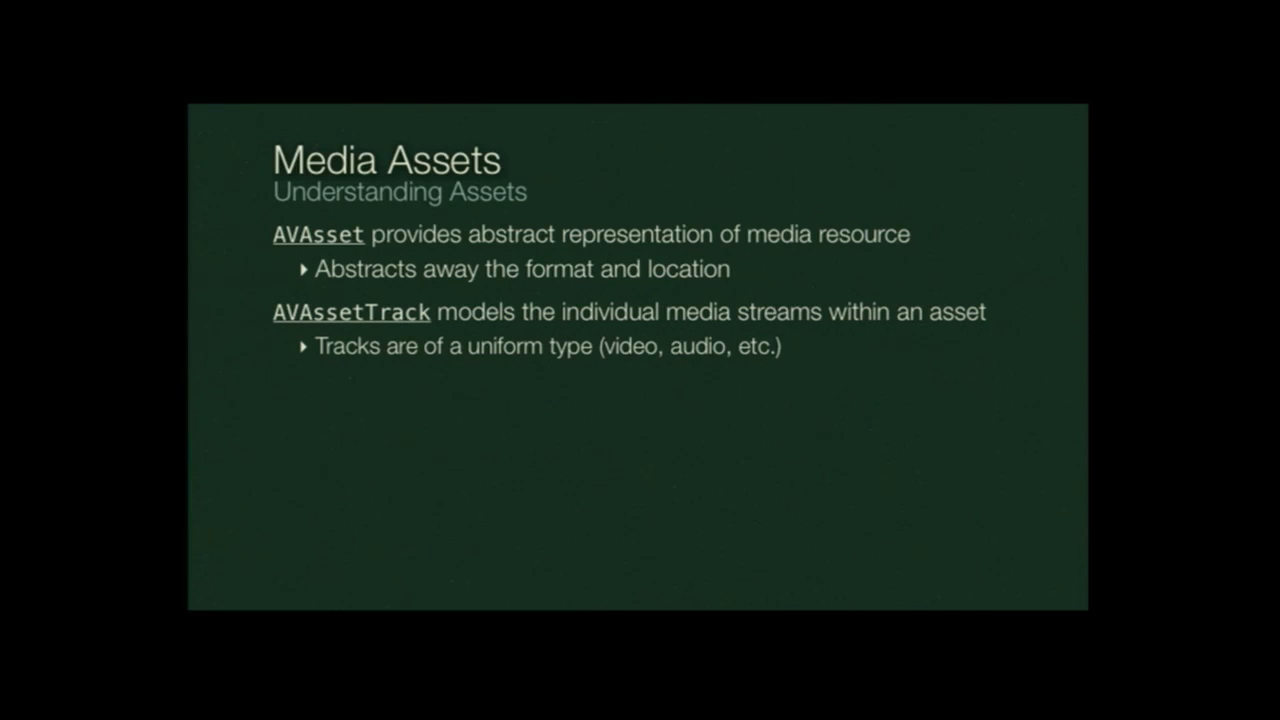 Media Assets
Understanding Assets
AVAsset provides abstract representation of media resource
Abstracts away the format and location
AVAssetTrack models the individual media streams within an asset
Tracks are of a uniform type (video, audio, etc.)